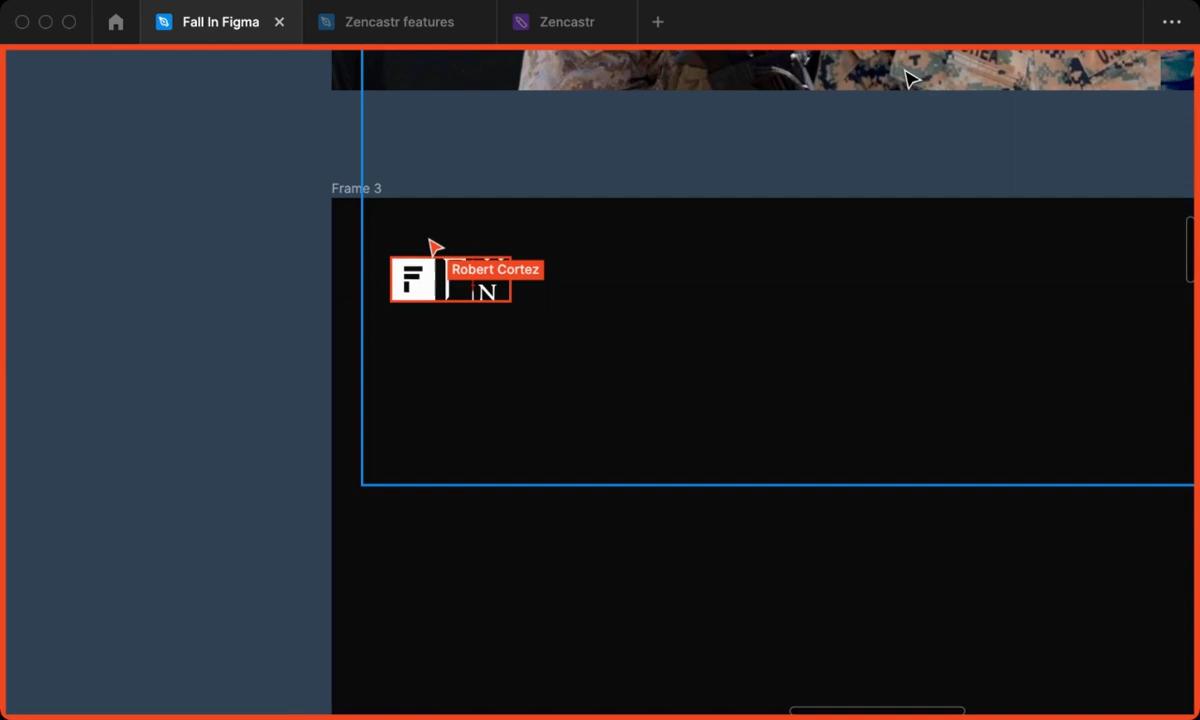 Fall In Figma
Zencastr features
Zencastr
Frame 3
Robert Cortez
F
N